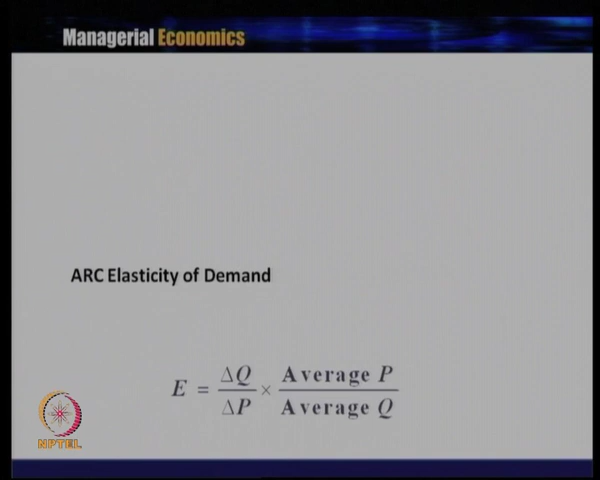 Managerial Economics
ARC Elasticity of Demand
E = ΔQ/ΔP × Average P/Average Q
NPTEL